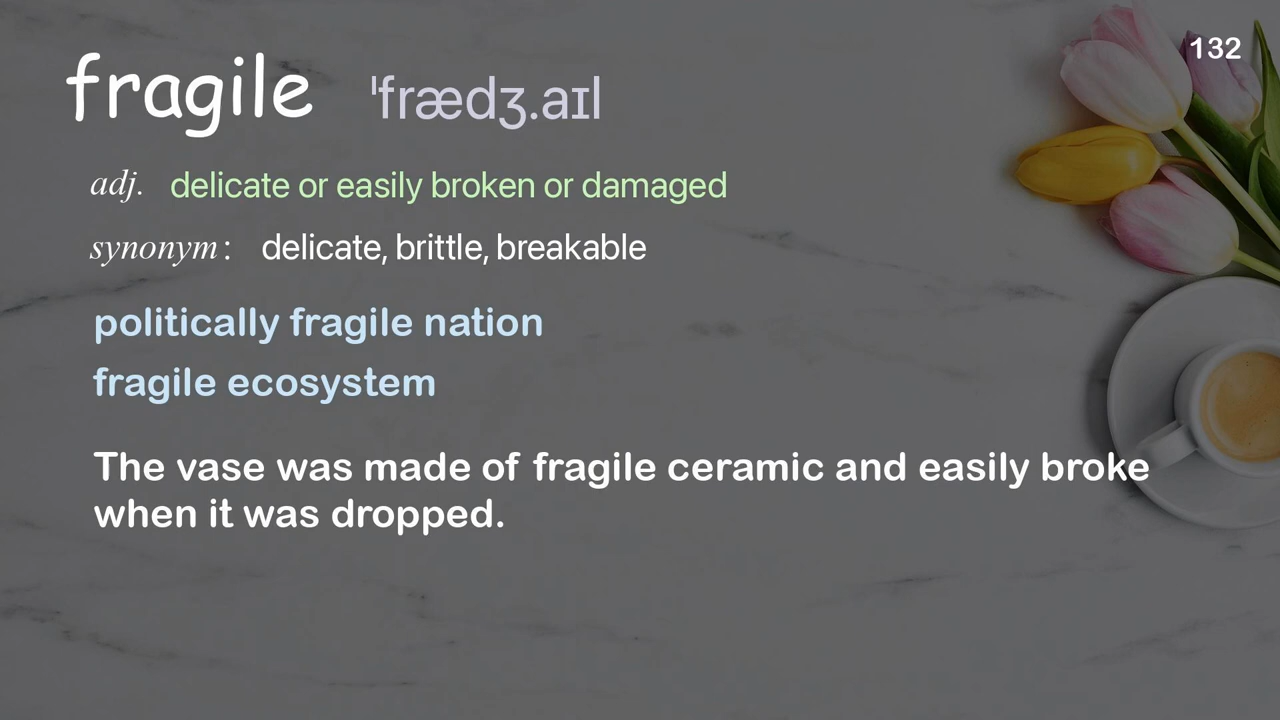 132
fragile ˈfrædʒ.aɪl
adj. delicate or easily broken or damaged
synonym: delicate, brittle, breakable
politically fragile nation
fragile ecosystem
The vase was made of fragile ceramic and easily broke
when it was dropped.